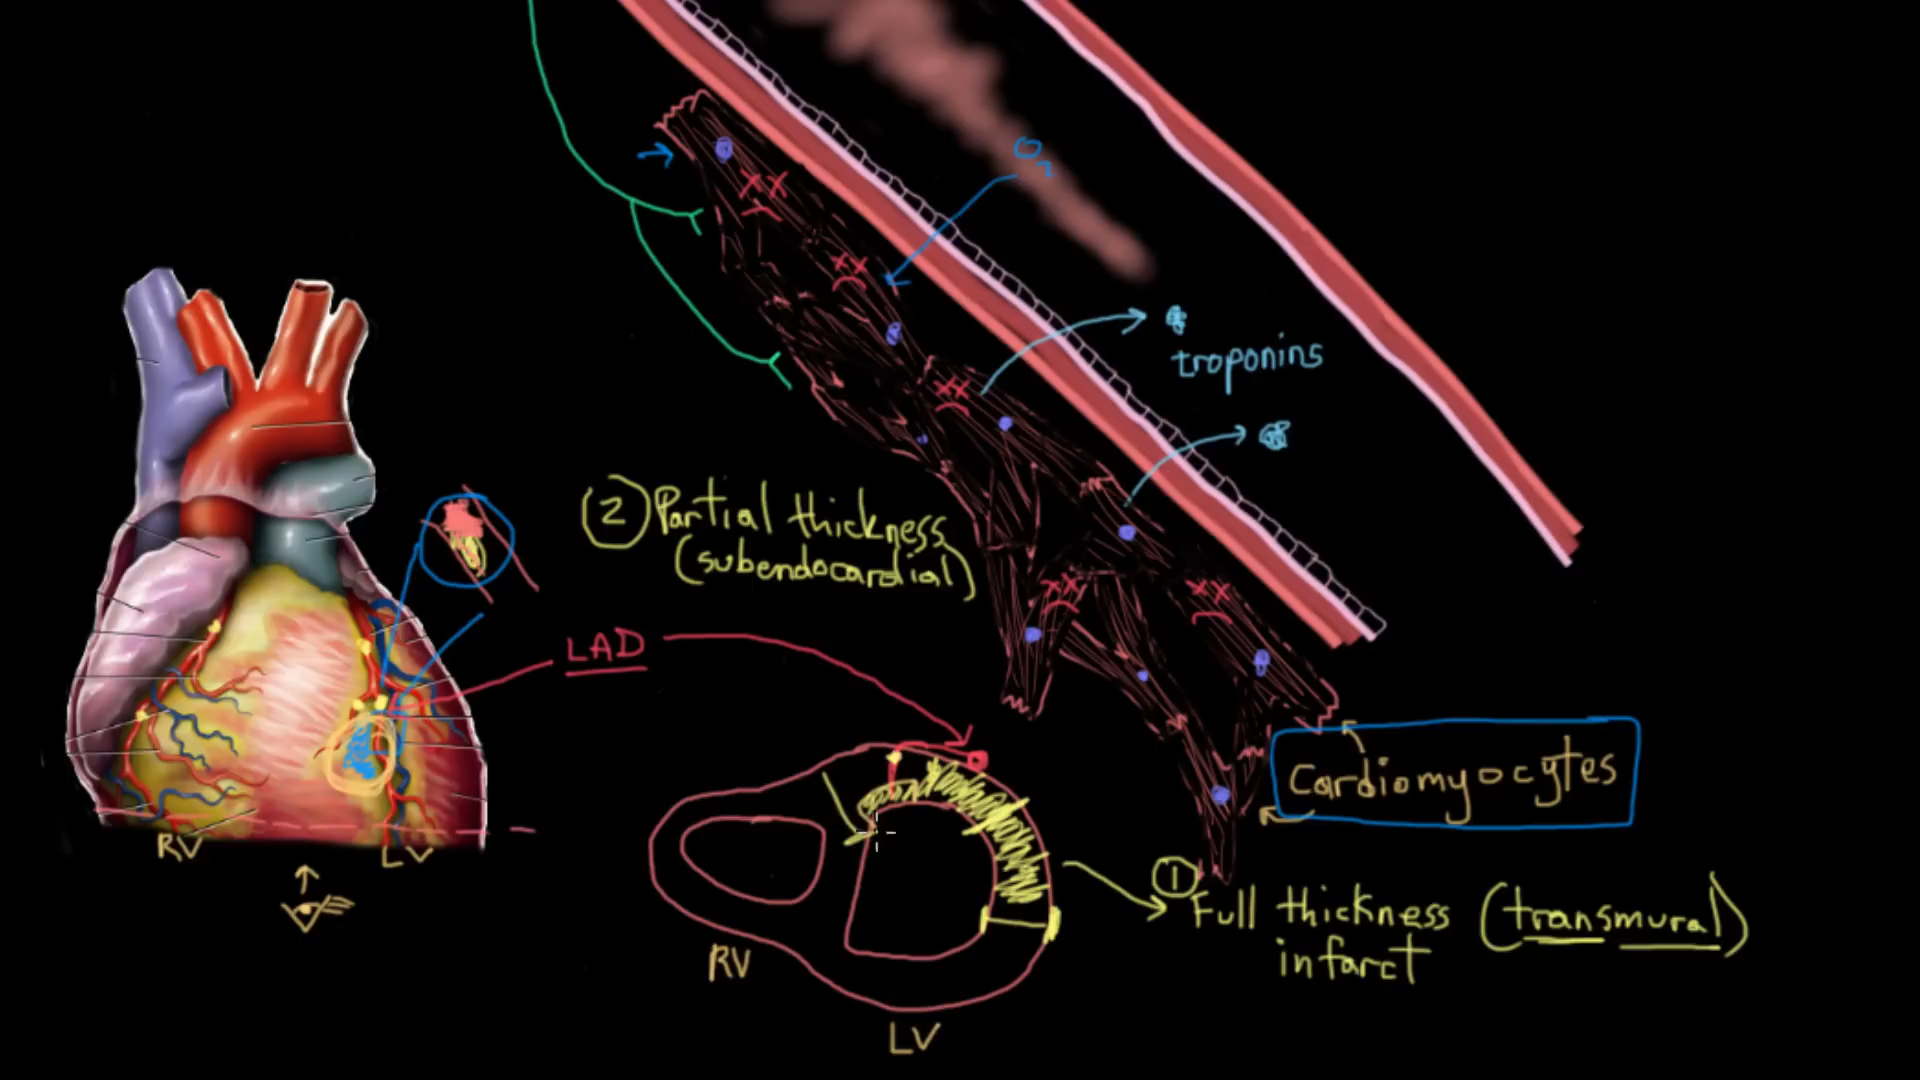 O₂
troponins
② Partial thickness
(subendocardial)
LAD
Cardiomyocytes
RV
LV
① Full thickness (transmural)
infarct
RV
LV